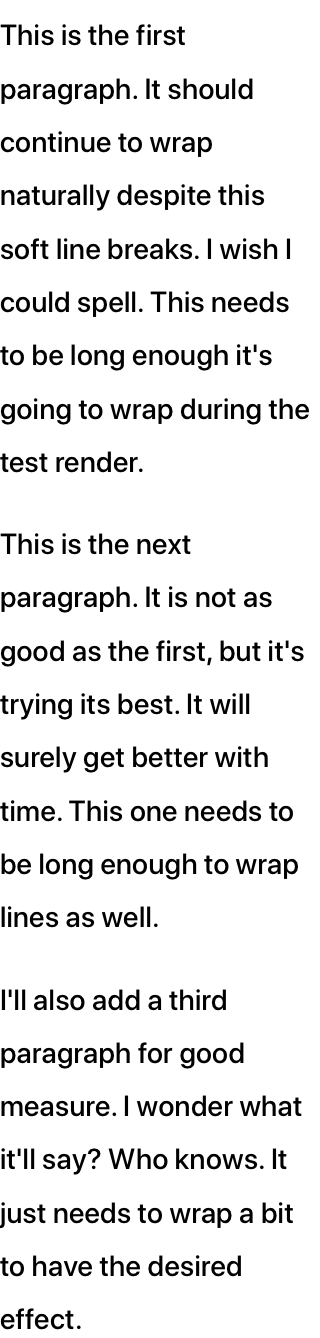 This is the first
paragraph. It should
continue to wrap
naturally despite this
soft line breaks. I wish I
could spell. This needs
to be long enough it's
going to wrap during the
test render.
This is the next
paragraph. It is not as
good as the first, but it's
trying its best. It will
surely get better with
time. This one needs to
be long enough to wrap
lines as well.
I'll also add a third
paragraph for good
measure. I wonder what
it'll say? Who knows. It
just needs to wrap a bit
to have the desired
effect.